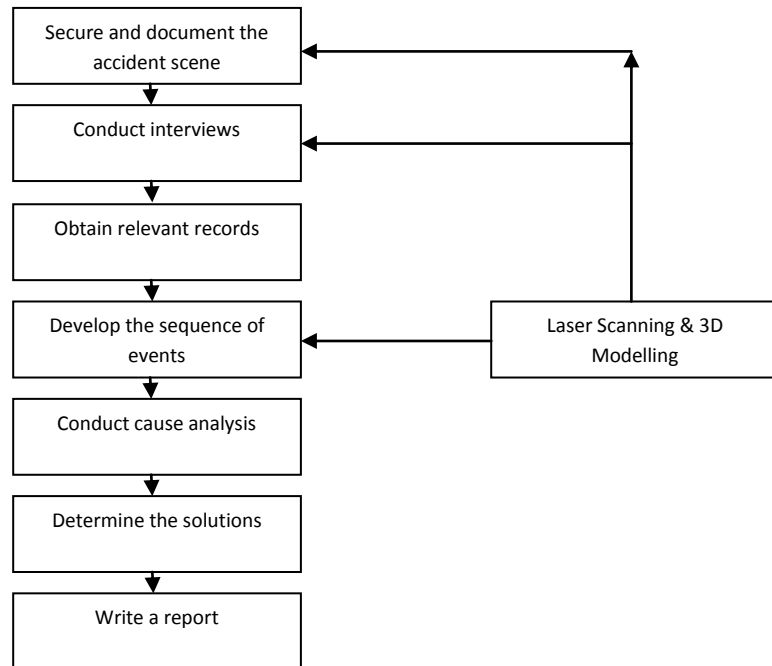 Secure and document the
accident scene
Conduct interviews
Obtain relevant records
Develop the sequence of
events
Laser Scanning & 3D
Modelling
Conduct cause analysis
Determine the solutions
Write a report